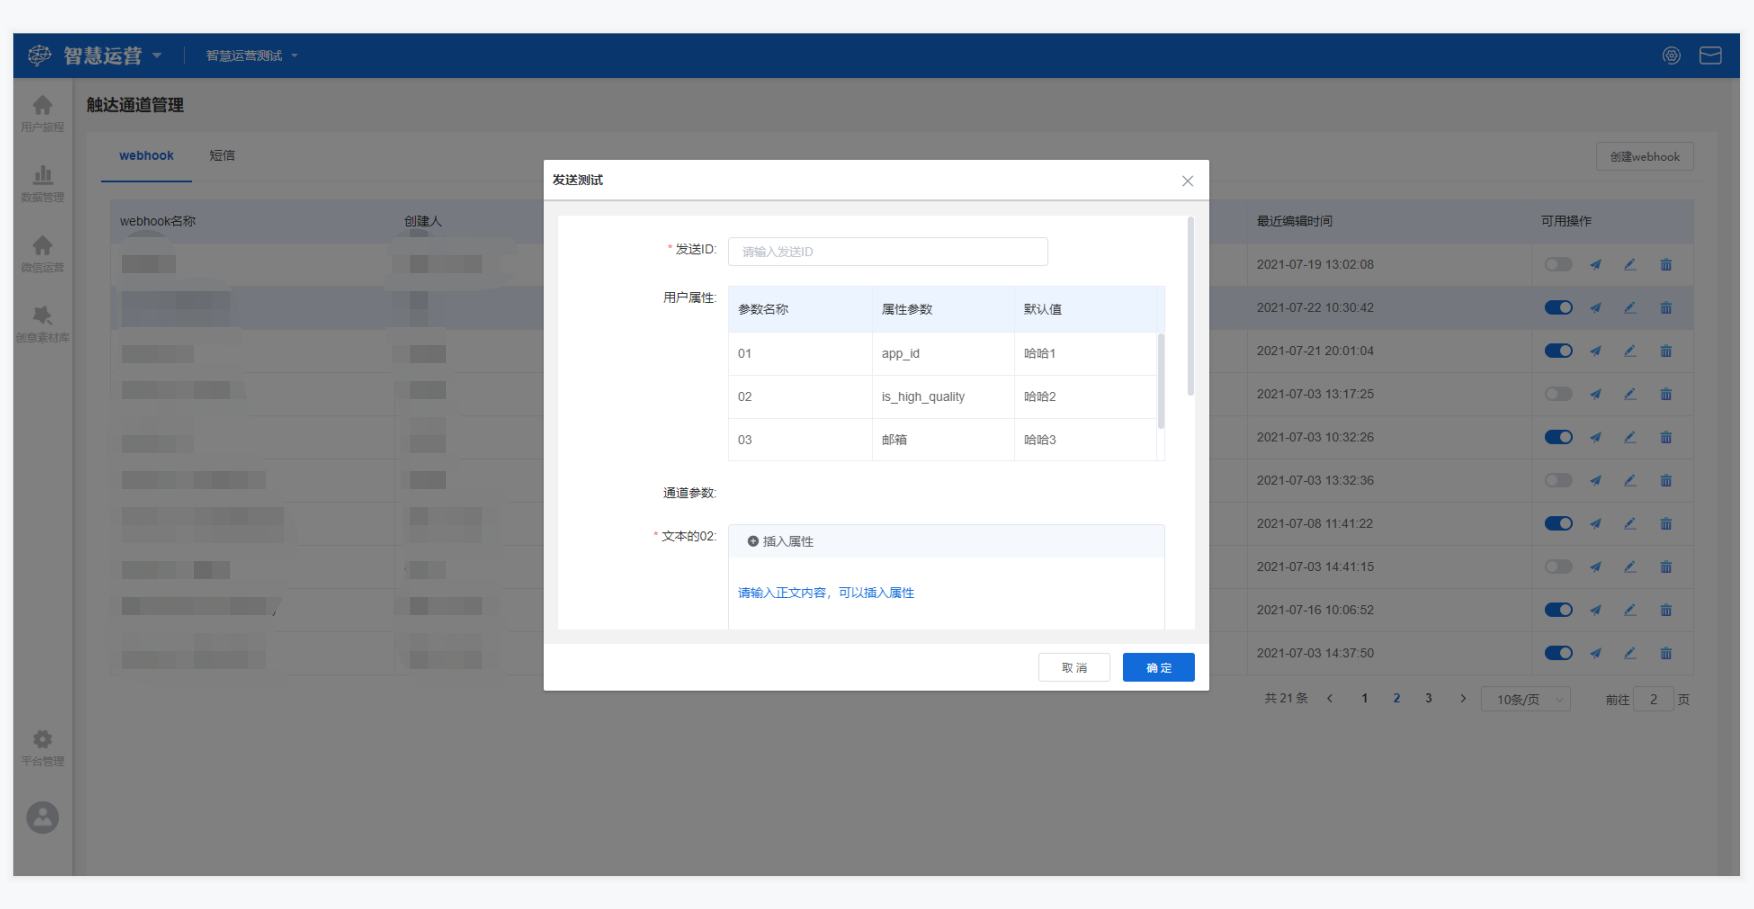 智慧运营 智慧运营测试
触达通道管理
用户旅程
数据管理
微信运营
创意素材库
平台管理
webhook 短信
创建webhook
webhook名称 创建人 最近编辑时间 可用操作
2021-07-19 13:02:08
2021-07-22 10:30:42
2021-07-21 20:01:04
2021-07-03 13:17:25
2021-07-03 10:32:26
2021-07-03 13:32:36
2021-07-08 11:41:22
2021-07-03 14:41:15
2021-07-16 10:06:52
2021-07-03 14:37:50
共 21 条 1 2 3 10条/页 前往 2 页
发送测试
* 发送ID: 请输入发送ID
用户属性:
参数名称 属性参数 默认值
01 app_id 哈哈1
02 is_high_quality 哈哈2
03 邮箱 哈哈3
通道参数:
* 文本的02: 插入属性
请输入正文内容，可以插入属性
取 消 确 定